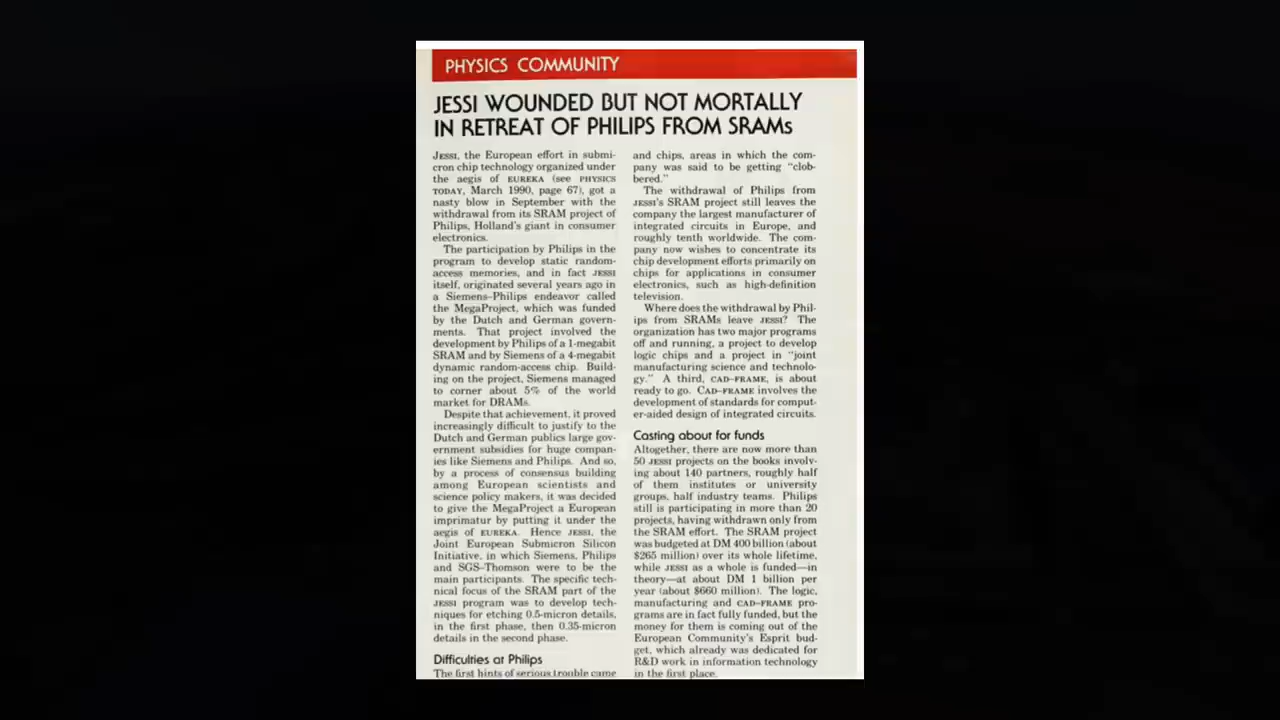 PHYSICS COMMUNITY
JESSI WOUNDED BUT NOT MORTALLY
IN RETREAT OF PHILIPS FROM SRAMs
JESSI, the European effort in submi-
cron chip technology organized under
the aegis of EUREKA (see PHYSICS
TODAY, March 1990, page 67), got a
nasty blow in September with the
withdrawal from its SRAM project of
Philips, Holland's giant in consumer
electronics.
The participation by Philips in the
program to develop static random-
access memories, and in fact JESSI
itself, originated several years ago in
a Siemens–Philips endeavor called
the MegaProject, which was funded
by the Dutch and German govern-
ments. That project involved the
development by Philips of a 1-megabit
SRAM and by Siemens of a 4-megabit
dynamic random-access chip. Build-
ing on the project, Siemens managed
to corner about 5% of the world
market for DRAMs.
Despite that achievement, it proved
increasingly difficult to justify to the
Dutch and German publics large gov-
ernment subsidies for huge compan-
ies like Siemens and Philips. And so,
by a process of consensus building
among European scientists and
science policy makers, it was decided
to give the MegaProject a European
imprimatur by putting it under the
aegis of EUREKA. Hence JESSI, the
Joint European Submicron Silicon
Initiative, in which Siemens, Philips
and SGS–Thomson were to be the
main participants. The specific tech-
nical focus of the SRAM part of the
JESSI program was to develop tech-
niques for etching 0.5-micron details,
in the first phase, then 0.35-micron
details in the second phase.
Difficulties at Philips
The first hints of serious trouble came
and chips, areas in which the com-
pany was said to be getting "clob-
bered."
The withdrawal of Philips from
JESSI's SRAM project still leaves the
company the largest manufacturer of
integrated circuits in Europe, and
roughly tenth worldwide. The com-
pany now wishes to concentrate its
chip development efforts primarily on
chips for applications in consumer
electronics, such as high-definition
television.
Where does the withdrawal by Phil-
ips from SRAMs leave JESSI? The
organization has two major programs
off and running, a project to develop
logic chips and a project in "joint
manufacturing science and technolo-
gy." A third, CAD–FRAME, is about
ready to go. CAD–FRAME involves the
development of standards for comput-
er-aided design of integrated circuits.
Casting about for funds
Altogether, there are now more than
50 JESSI projects on the books involv-
ing about 140 partners, roughly half
of them institutes or university
groups, half industry teams. Philips
still is participating in more than 20
projects, having withdrawn only from
the SRAM effort. The SRAM project
was budgeted at DM 400 billion (about
$265 million) over its whole lifetime,
while JESSI as a whole is funded—in
theory—at about DM 1 billion per
year (about $660 million). The logic,
manufacturing and CAD–FRAME pro-
grams are in fact fully funded, but the
money for them is coming out of the
European Community's Esprit bud-
get, which already was dedicated for
R&D work in information technology
in the first place.